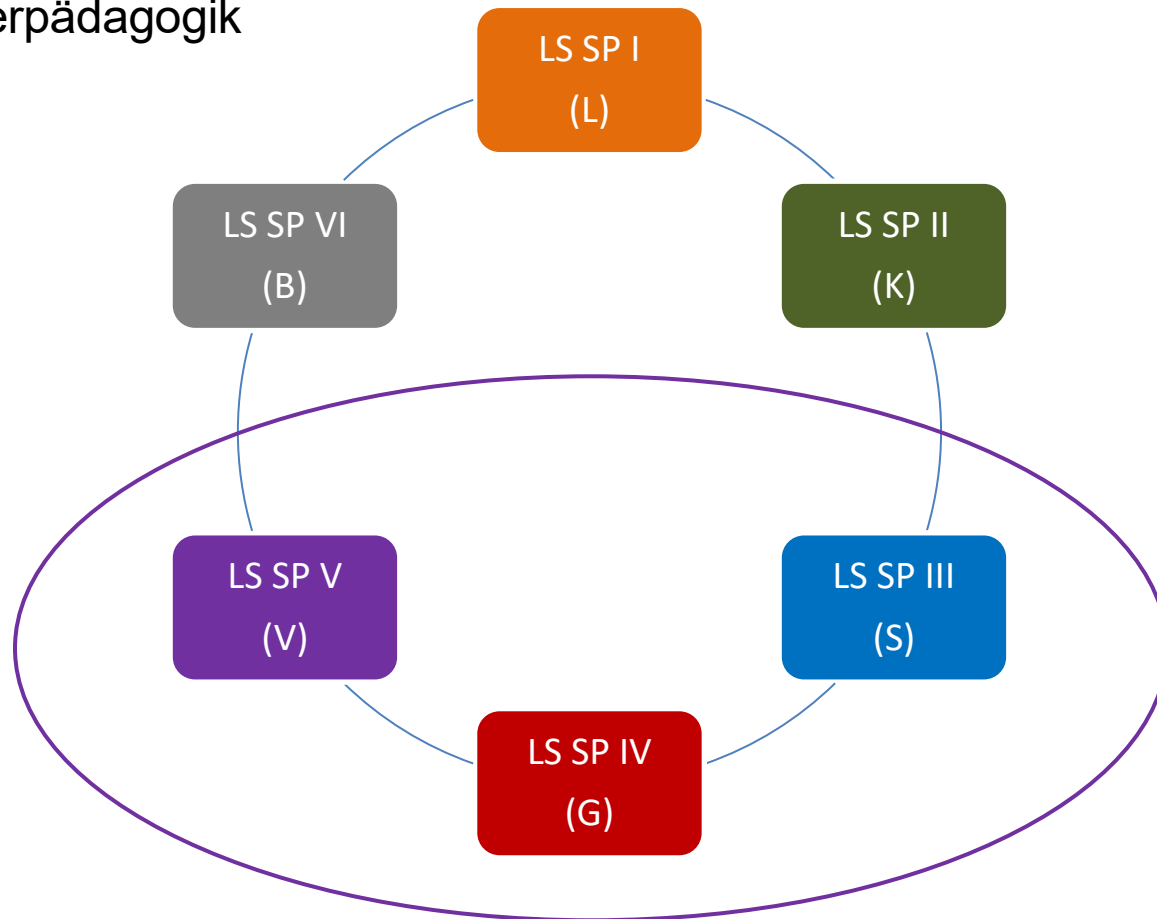 erpädagogik
LS SP I
(L)
LS SP VI
(B)
LS SP II
(K)
LS SP V
(V)
LS SP III
(S)
LS SP IV
(G)